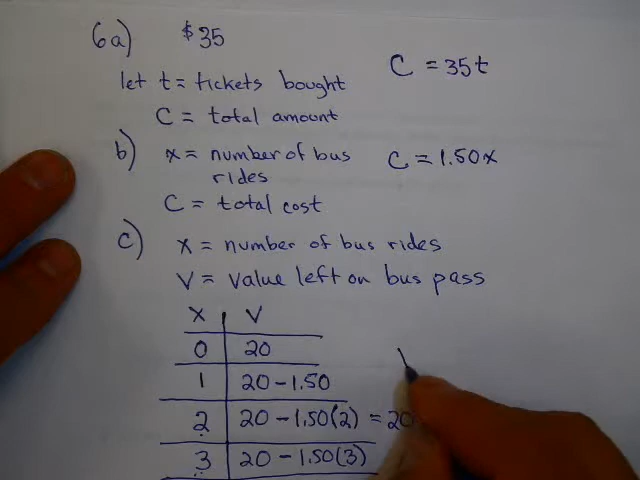 6a) $35
C = 35t
let t = tickets bought
C = total amount
b) x = number of bus rides
C = 1.50x
C = total cost
c) x = number of bus rides
V = value left on bus pass
x V
0 20
1 20 - 1.50
2 20 - 1.50(2) = 20
3 20 - 1.50(3)